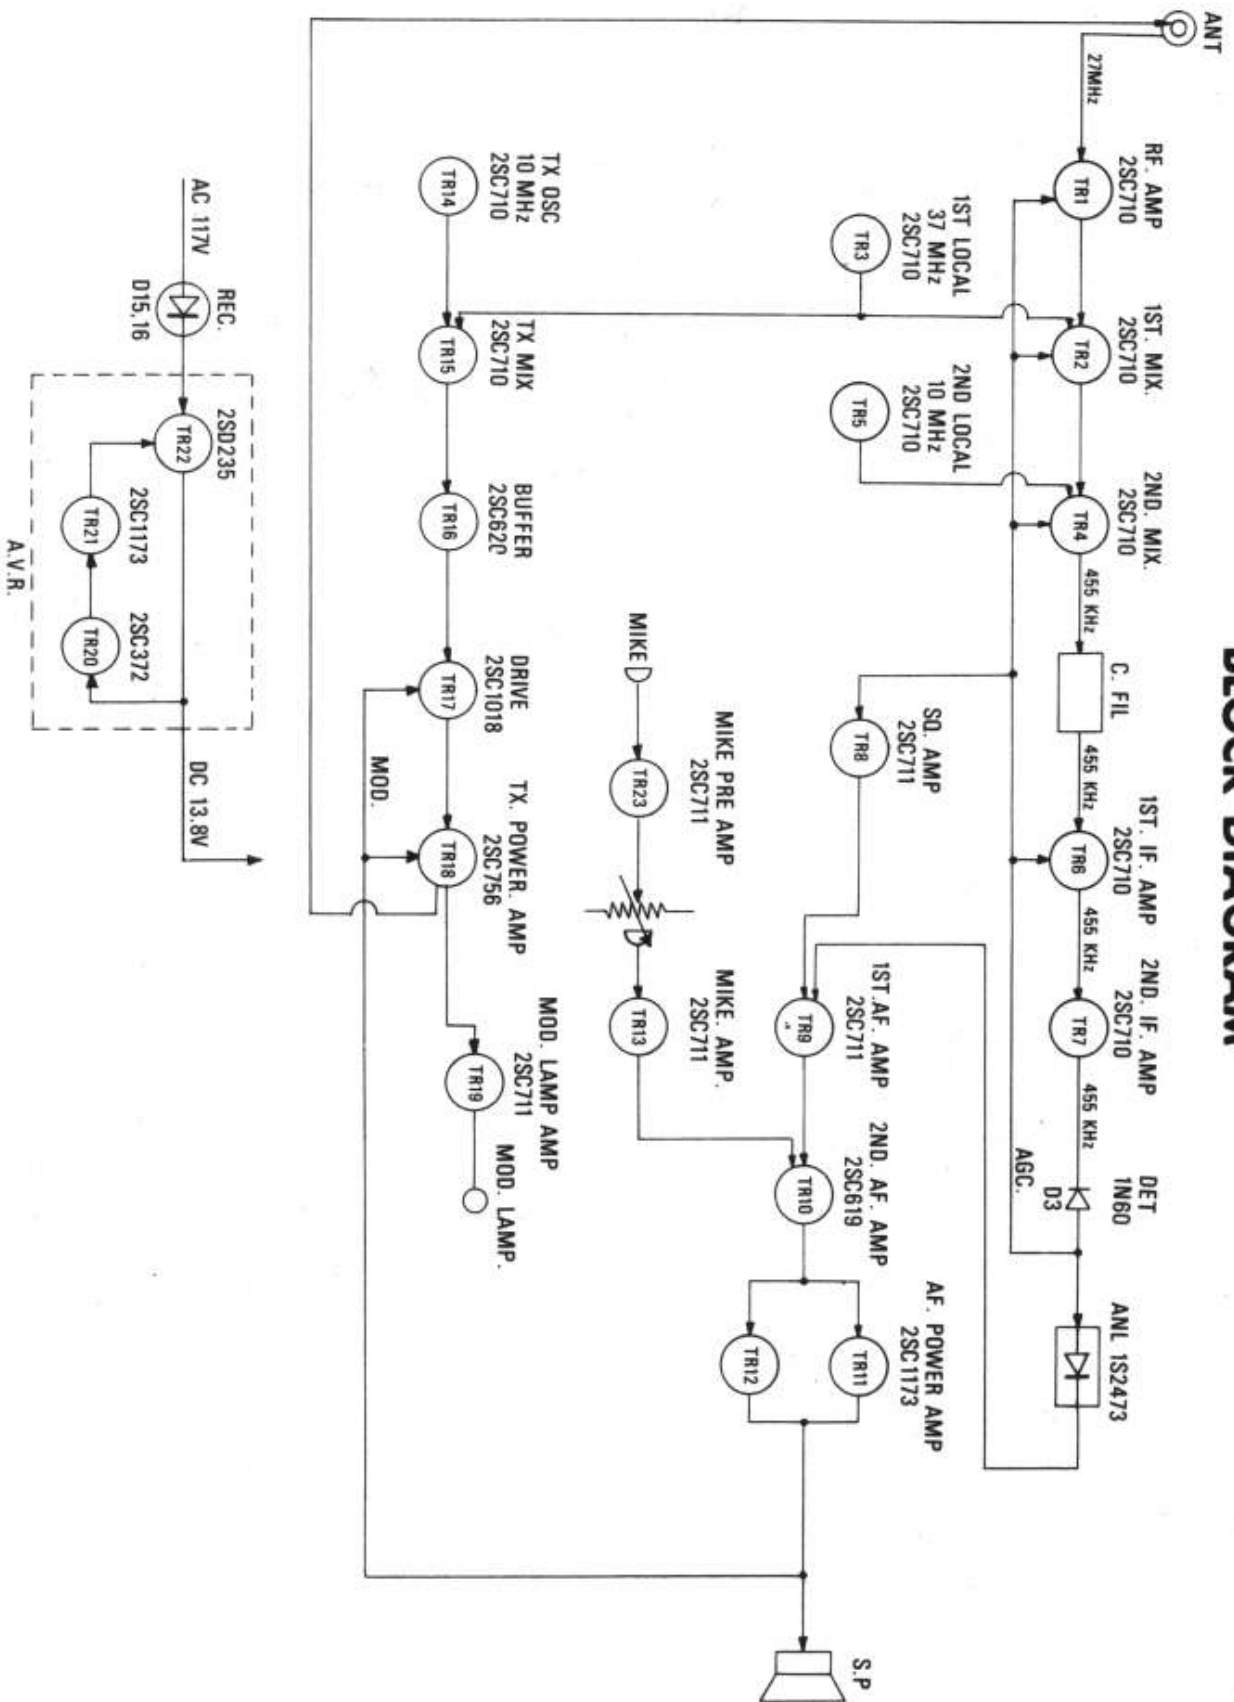 BLOCK DIAGRAM
ANT
27MHz
RF. AMP
2SC710
TR1
1ST. MIX.
2SC710
TR2
2ND. MIX.
2SC710
TR4
455 KHz
C. FIL
455 KHz
1ST. IF. AMP
2SC710
TR6
455 KHz
2ND. IF. AMP
2SC710
TR7
455 KHz
DET
1N60
D3
ANL 1S2473
AGC.
1ST LOCAL
37 MHz
2SC710
TR3
2ND LOCAL
10 MHz
2SC710
TR5
SQ. AMP
2SC711
TR8
1ST. AF. AMP
2SC711
TR9
2ND. AF. AMP
2SC619
TR10
AF. POWER AMP
2SC1173
TR11
TR12
S.P
MIKE
MIKE PRE AMP
2SC711
TR23
MIKE. AMP.
2SC711
TR13
TX OSC
10 MHz
2SC710
TR14
TX MIX
2SC710
TR15
BUFFER
2SC620
TR16
DRIVE
2SC1018
TR17
TX. POWER. AMP
2SC756
TR18
MOD. LAMP AMP
2SC711
TR19
MOD. LAMP.
MOD.
AC 117V
REC.
D15.16
2SD235
TR22
2SC1173
TR21
2SC372
TR20
DC 13.8V
A.V.R.